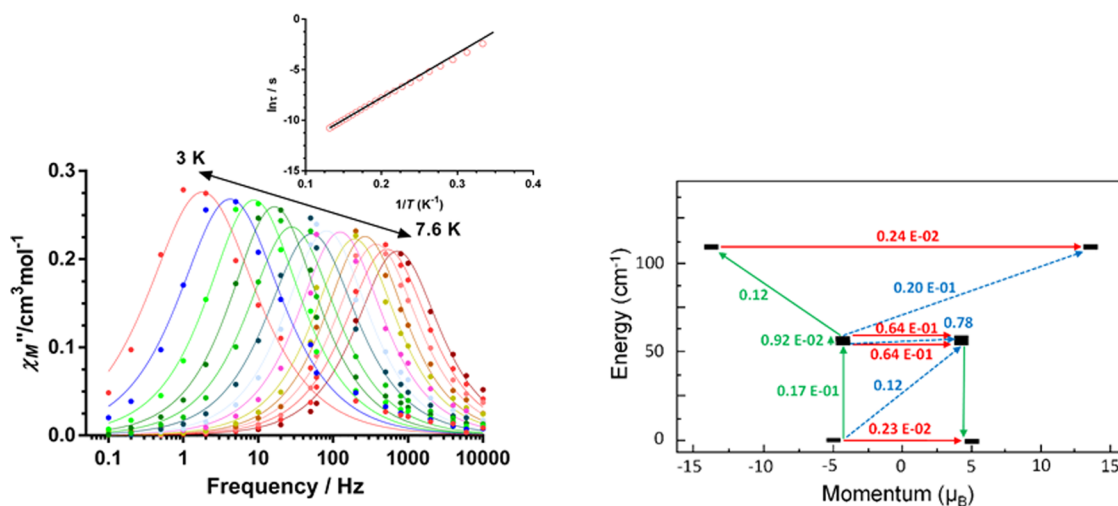 0
-5
-10
-15
lnτ / s
0.1
0.2
0.3
0.4
1/T (K⁻¹)
3 K
7.6 K
0.3
0.2
0.1
0.0
χM''/cm³mol⁻¹
0.1
1
10
100
1000
10000
Frequency / Hz
0.24 E-02
0.20 E-01
0.12
0.64 E-01
0.78
0.92 E-02
0.64 E-01
0.17 E-01
0.12
0.23 E-02
100
50
0
Energy (cm⁻¹)
-15
-10
-5
0
5
10
15
Momentum (μB)